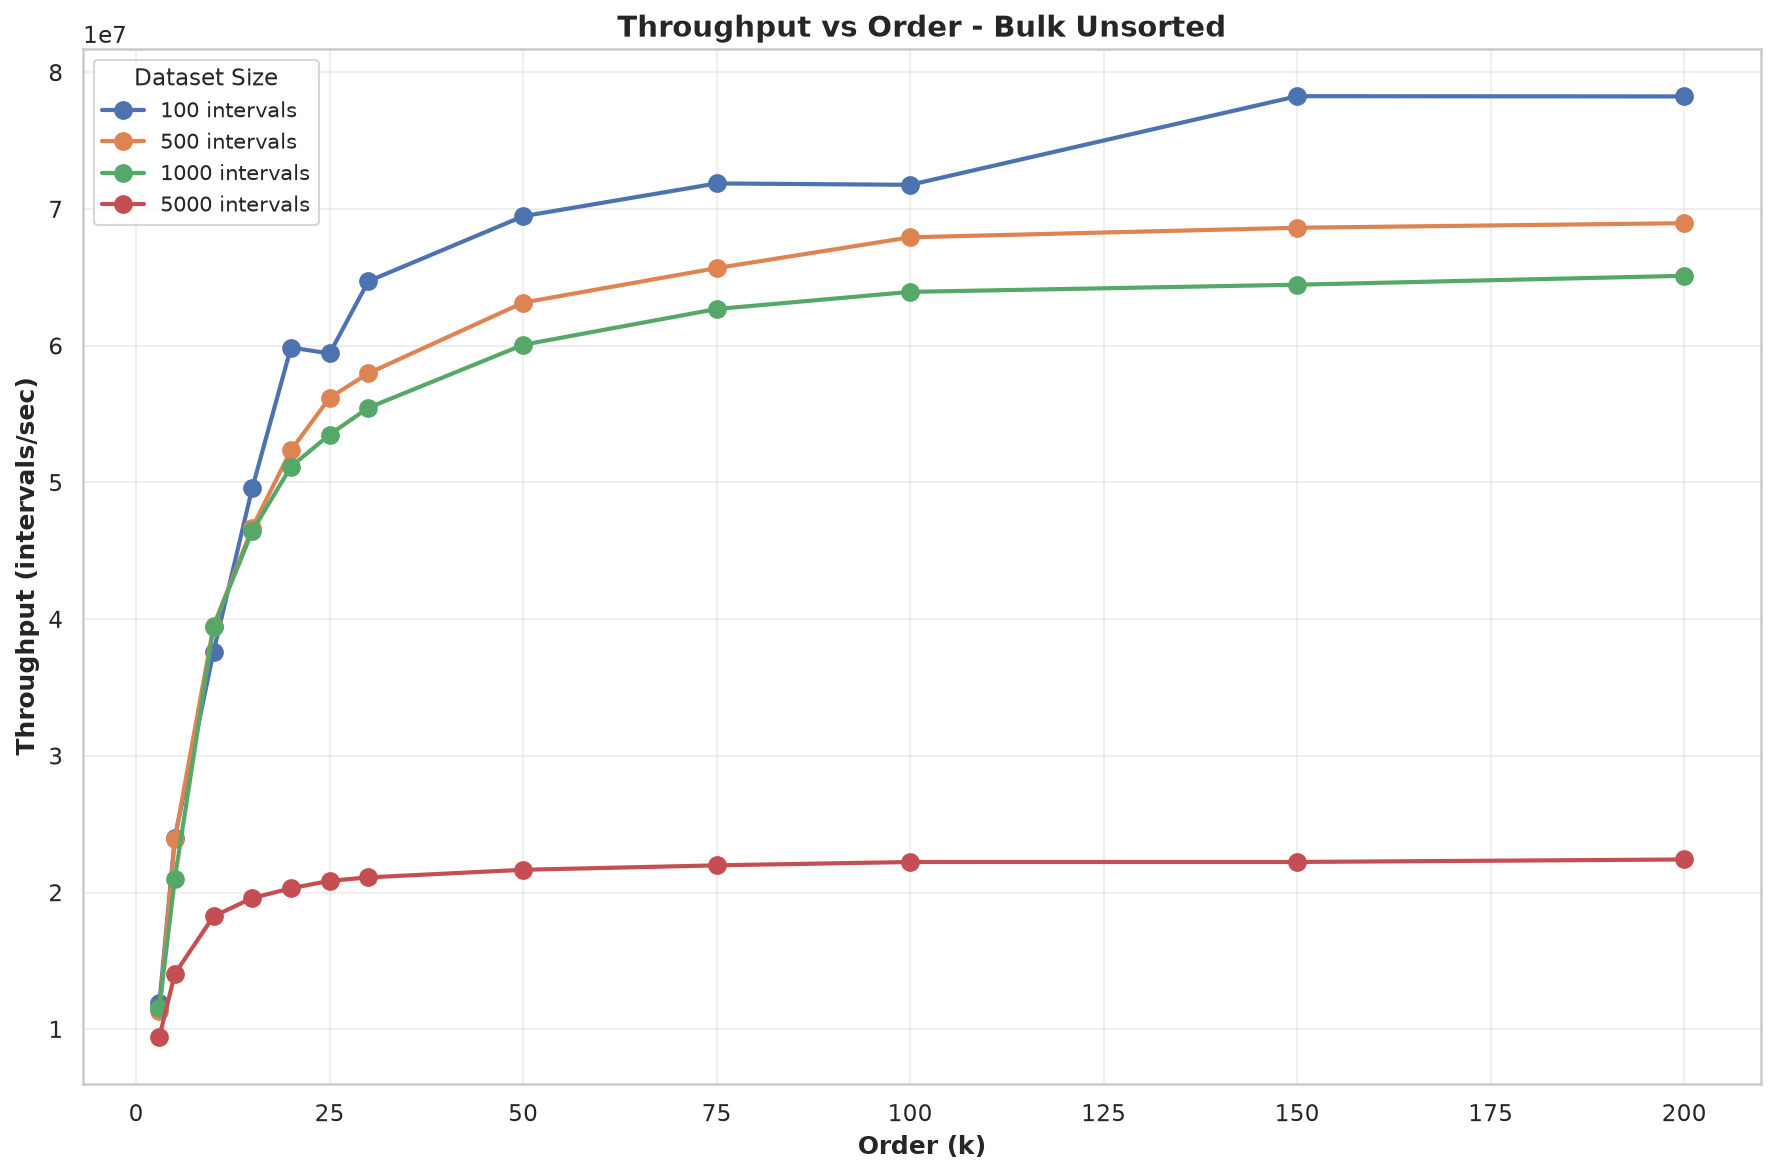 Throughput vs Order - Bulk Unsorted
1e7
Dataset Size
100 intervals
500 intervals
1000 intervals
5000 intervals
8
7
6
5
4
3
2
1
Throughput (intervals/sec)
0 25 50 75 100 125 150 175 200
Order (k)